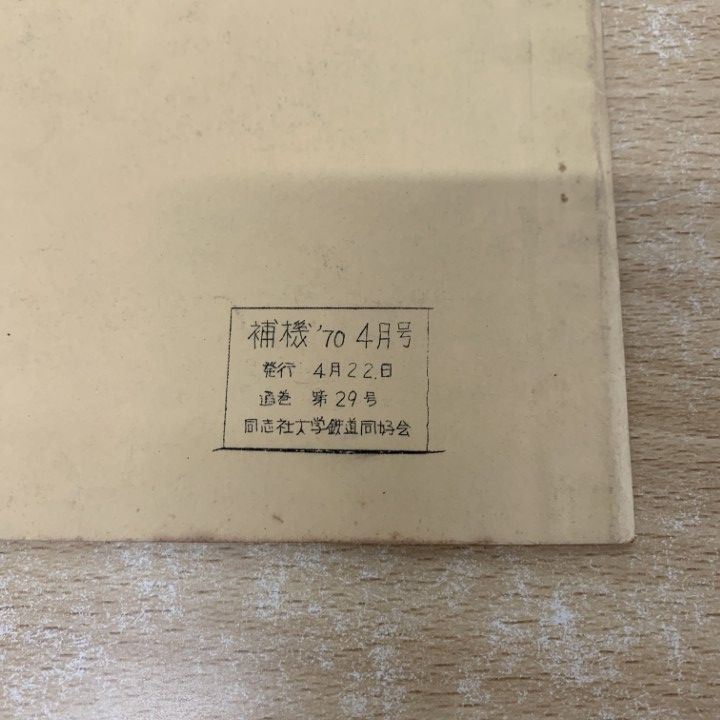 補機 '70 4月号
発行 4月22.日
通巻 第29号
同志社大学鉄道同好会